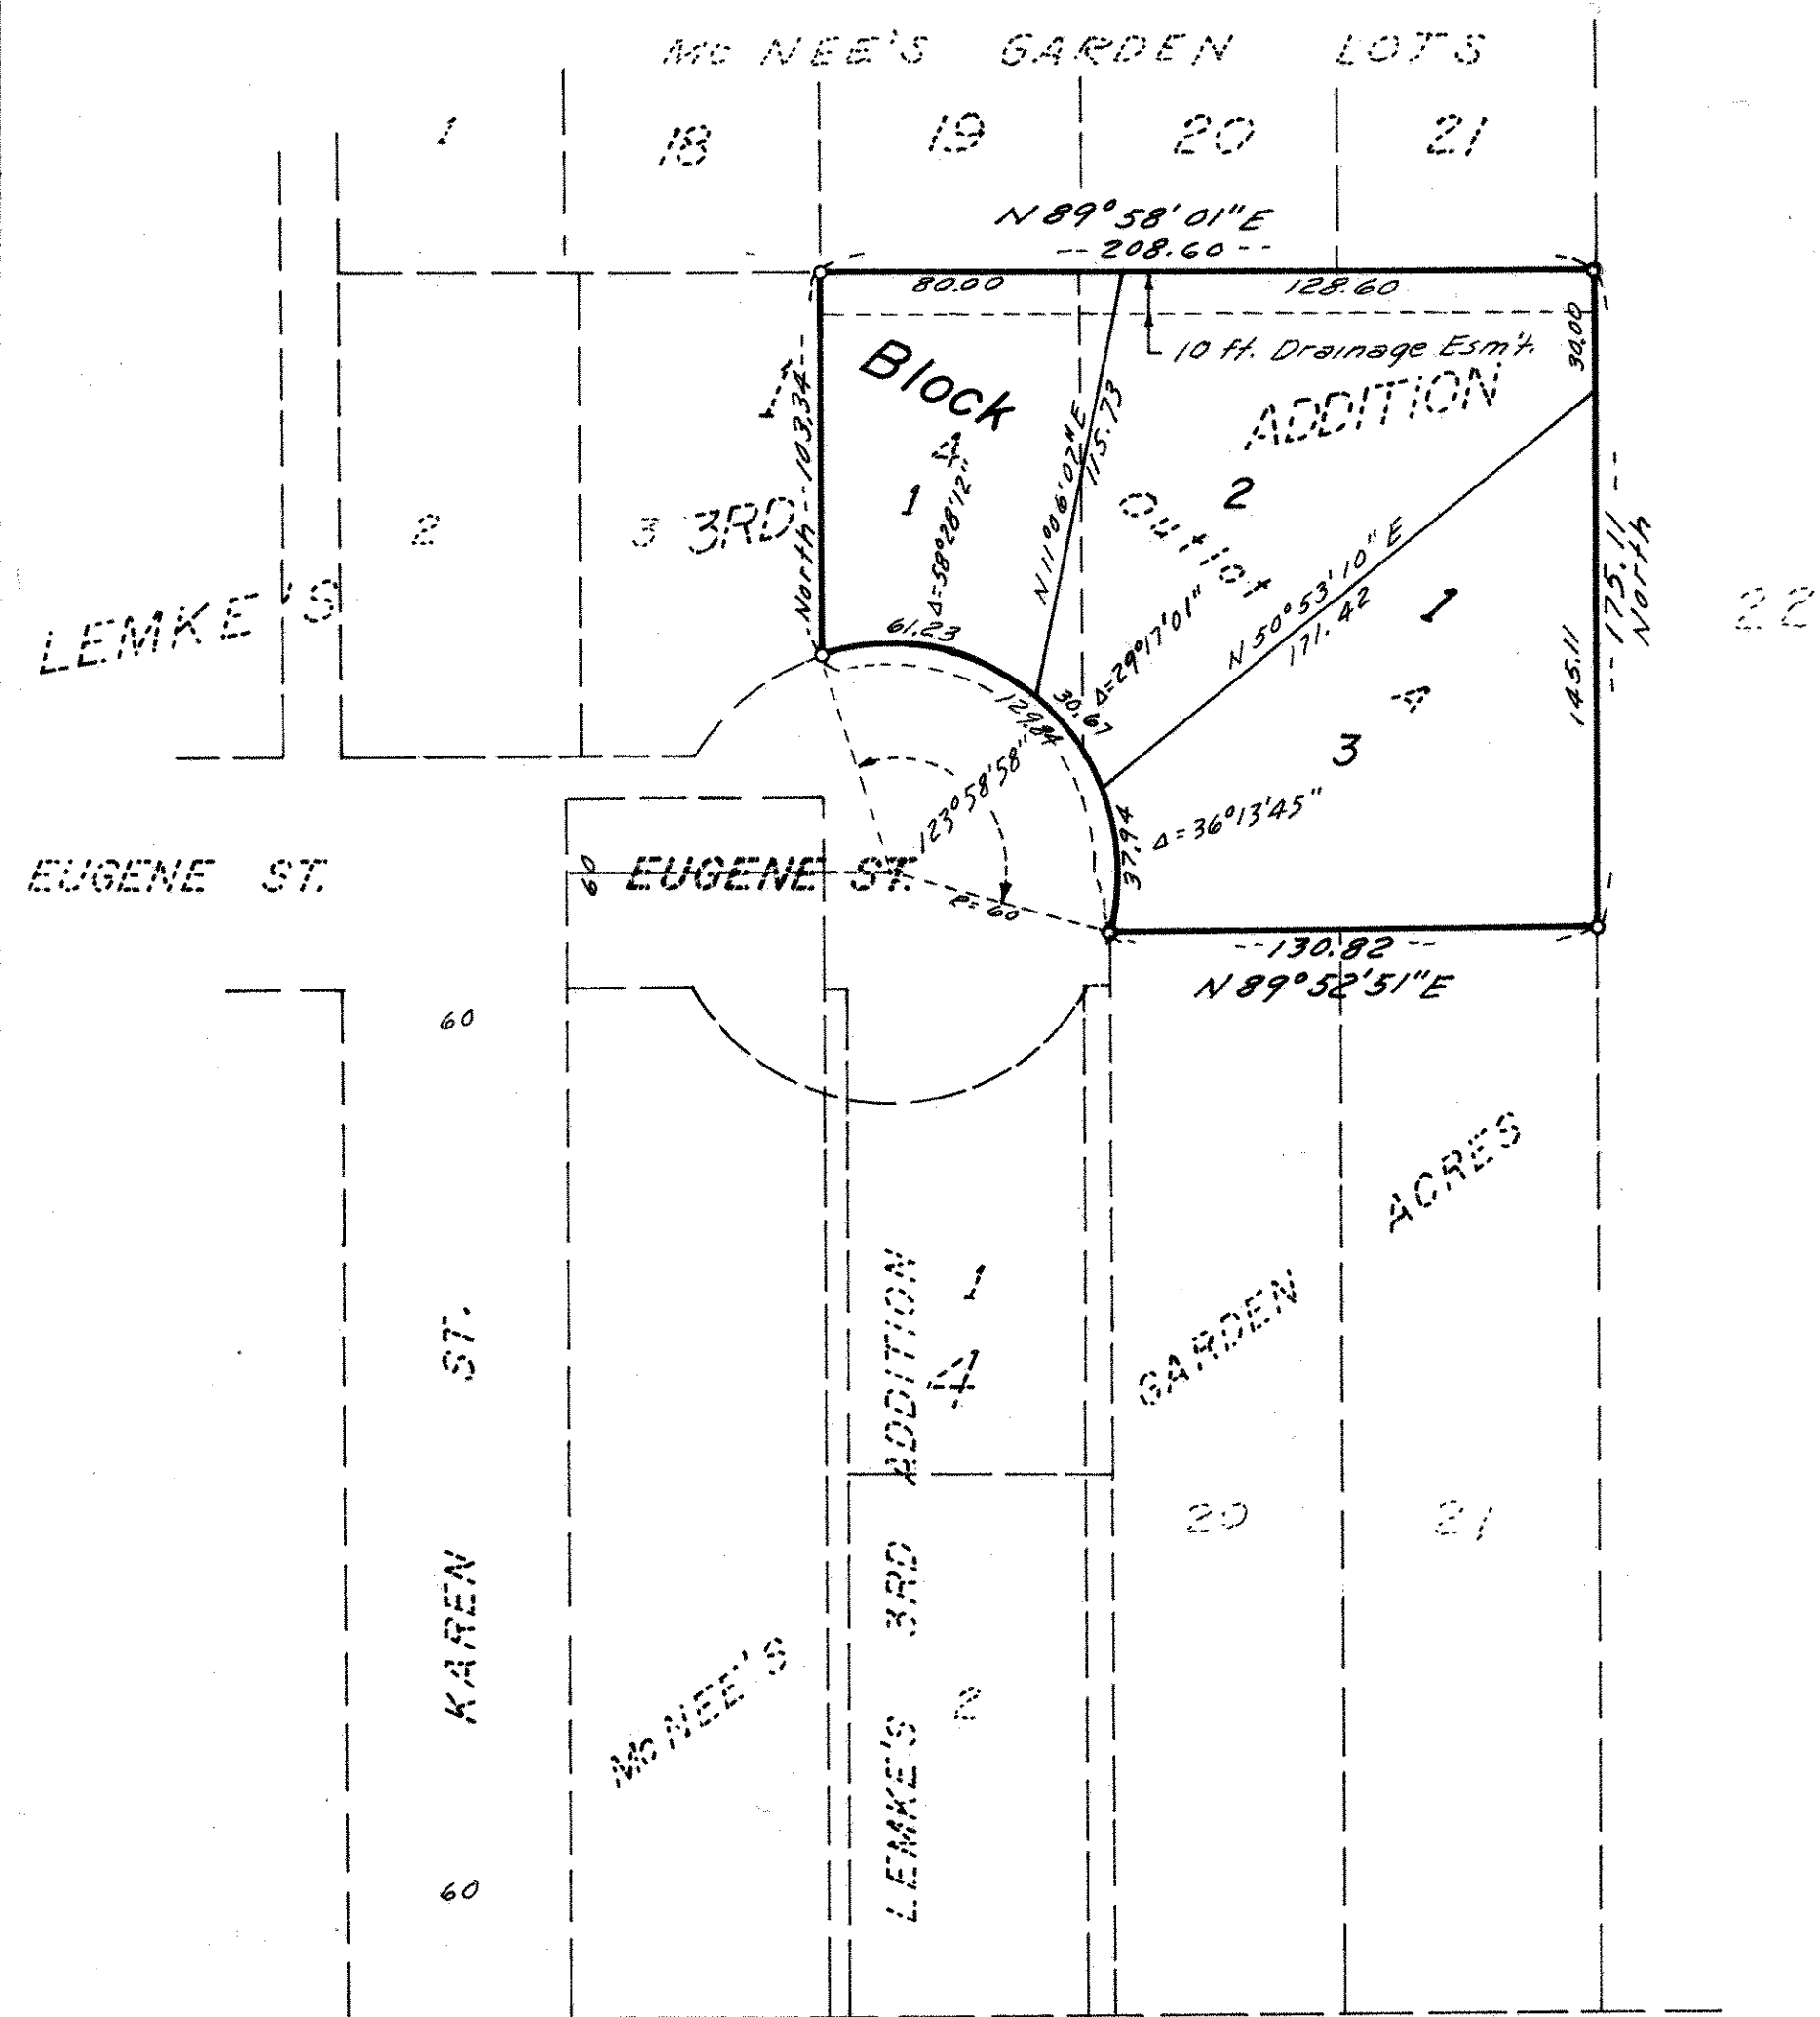 Mc NEE'S GARDEN LOTS
1 18 19 20 21
N 89° 58' 01" E
208.60
80.00 128.60
10 ft. Drainage Esm't.
30.00
Block
4
1
1
North 103.34
Δ=58°28'12"
61.23
N 11° 06' 02" E
115.73
ADDITION
2
Outlot
1
N 50° 53' 10" E
171.42
Δ=29°17'01"
30.67
129.84
145.11
175.11
North
22
2 3 3RD
LEMKE'S
4
3
123° 58' 58"
37.94
Δ = 36°13'45"
EUGENE ST.
60
EUGENE ST.
R= 60
130.82
N 89° 52' 51" E
60
KAREN ST.
60
McNEE'S GARDEN ACRES
LEMKE'S 3RD ADDITION
1
4
2
20 21